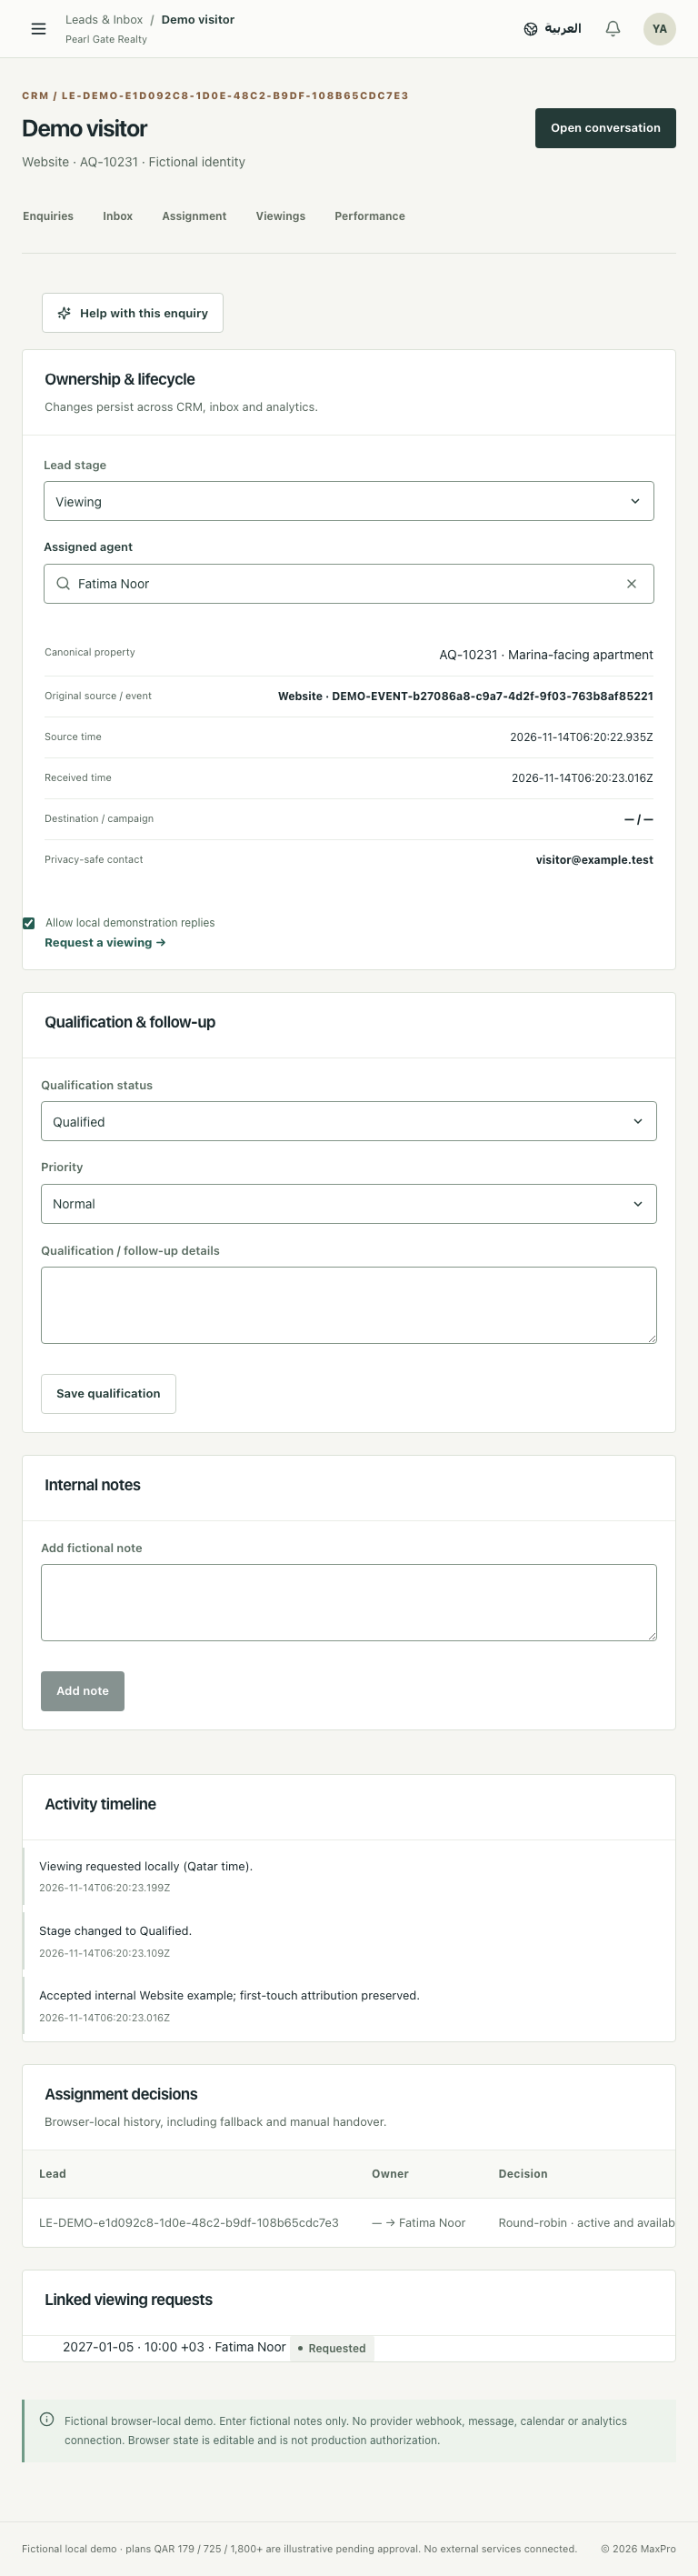 Leads & Inbox / Demo visitor
Pearl Gate Realty
العربية
YA
CRM / LE-DEMO-E1D092C8-1D0E-48C2-B9DF-108B65CDC7E3
Demo visitor
Open conversation
Website · AQ-10231 · Fictional identity
Enquiries Inbox Assignment Viewings Performance
Help with this enquiry
Ownership & lifecycle
Changes persist across CRM, inbox and analytics.
Lead stage
Viewing
Assigned agent
Fatima Noor
Canonical property AQ-10231 · Marina-facing apartment
Original source / event Website · DEMO-EVENT-b27086a8-c9a7-4d2f-9f03-763b8af85221
Source time 2026-11-14T06:20:22.935Z
Received time 2026-11-14T06:20:23.016Z
Destination / campaign — / —
Privacy-safe contact visitor@example.test
Allow local demonstration replies
Request a viewing →
Qualification & follow-up
Qualification status
Qualified
Priority
Normal
Qualification / follow-up details
Save qualification
Internal notes
Add fictional note
Add note
Activity timeline
Viewing requested locally (Qatar time).
2026-11-14T06:20:23.199Z
Stage changed to Qualified.
2026-11-14T06:20:23.109Z
Accepted internal Website example; first-touch attribution preserved.
2026-11-14T06:20:23.016Z
Assignment decisions
Browser-local history, including fallback and manual handover.
Lead Owner Decision
LE-DEMO-e1d092c8-1d0e-48c2-b9df-108b65cdc7e3 — → Fatima Noor Round-robin · active and availab
Linked viewing requests
2027-01-05 · 10:00 +03 · Fatima Noor Requested
Fictional browser-local demo. Enter fictional notes only. No provider webhook, message, calendar or analytics
connection. Browser state is editable and is not production authorization.
Fictional local demo · plans QAR 179 / 725 / 1,800+ are illustrative pending approval. No external services connected. © 2026 MaxPro